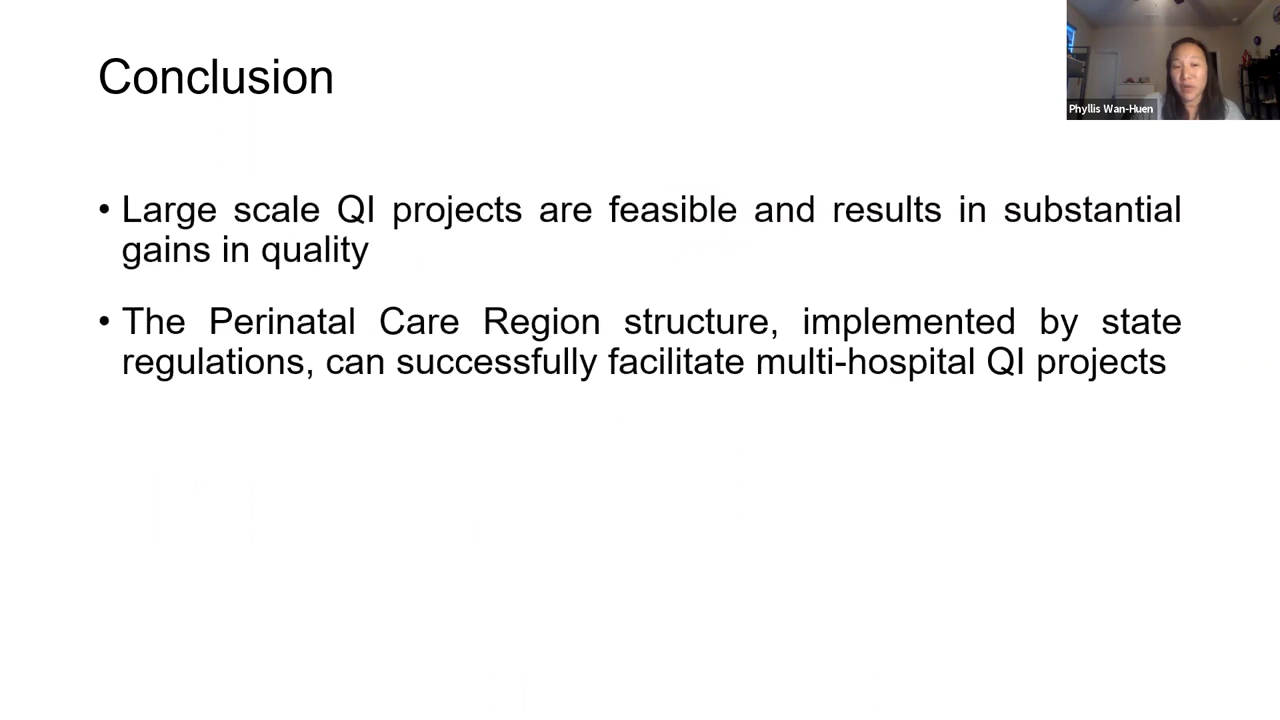 Conclusion
Phyllis Wan-Huen
• Large scale QI projects are feasible and results in substantial
gains in quality
• The Perinatal Care Region structure, implemented by state
regulations, can successfully facilitate multi-hospital QI projects